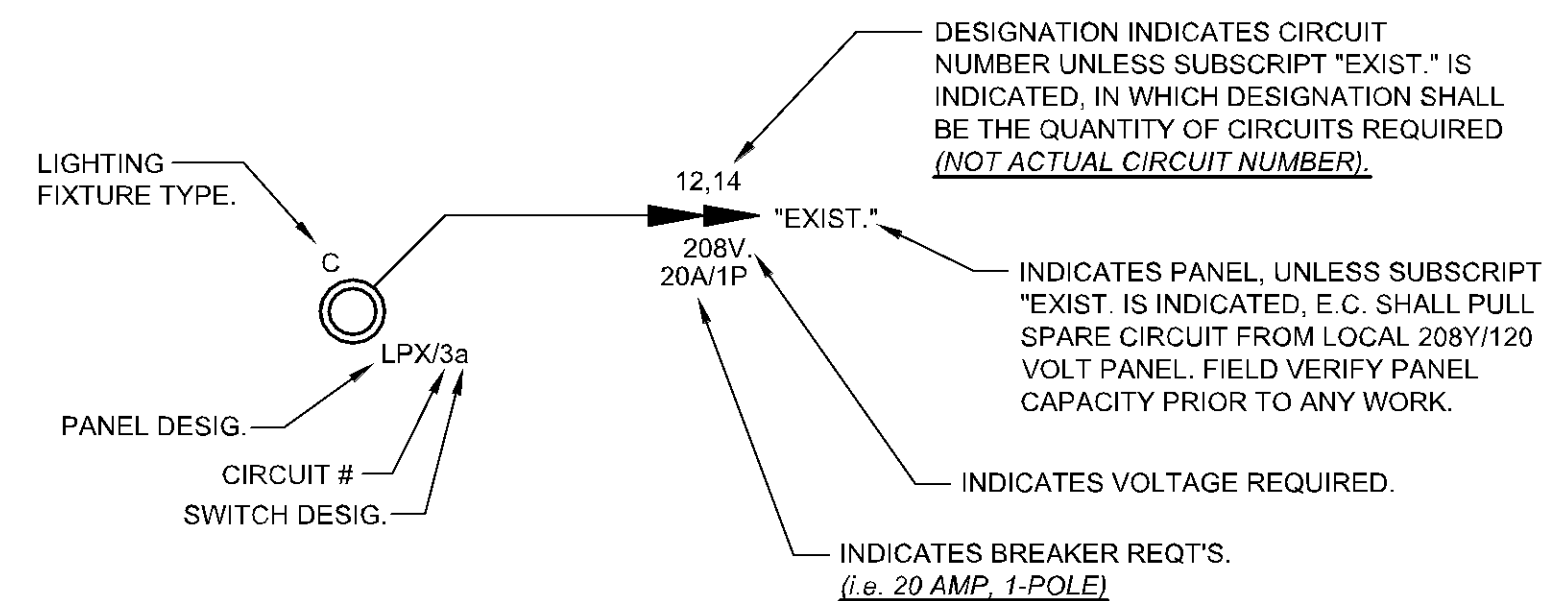 DESIGNATION INDICATES CIRCUIT
NUMBER UNLESS SUBSCRIPT "EXIST." IS
INDICATED, IN WHICH DESIGNATION SHALL
BE THE QUANTITY OF CIRCUITS REQUIRED
(NOT ACTUAL CIRCUIT NUMBER).
LIGHTING
FIXTURE TYPE.
12,14
"EXIST."
C
208V.
20A/1P
INDICATES PANEL, UNLESS SUBSCRIPT
"EXIST. IS INDICATED, E.C. SHALL PULL
SPARE CIRCUIT FROM LOCAL 208Y/120
VOLT PANEL. FIELD VERIFY PANEL
CAPACITY PRIOR TO ANY WORK.
LPX/3a
PANEL DESIG.
CIRCUIT #
SWITCH DESIG.
INDICATES VOLTAGE REQUIRED.
INDICATES BREAKER REQT'S.
(i.e. 20 AMP, 1-POLE)